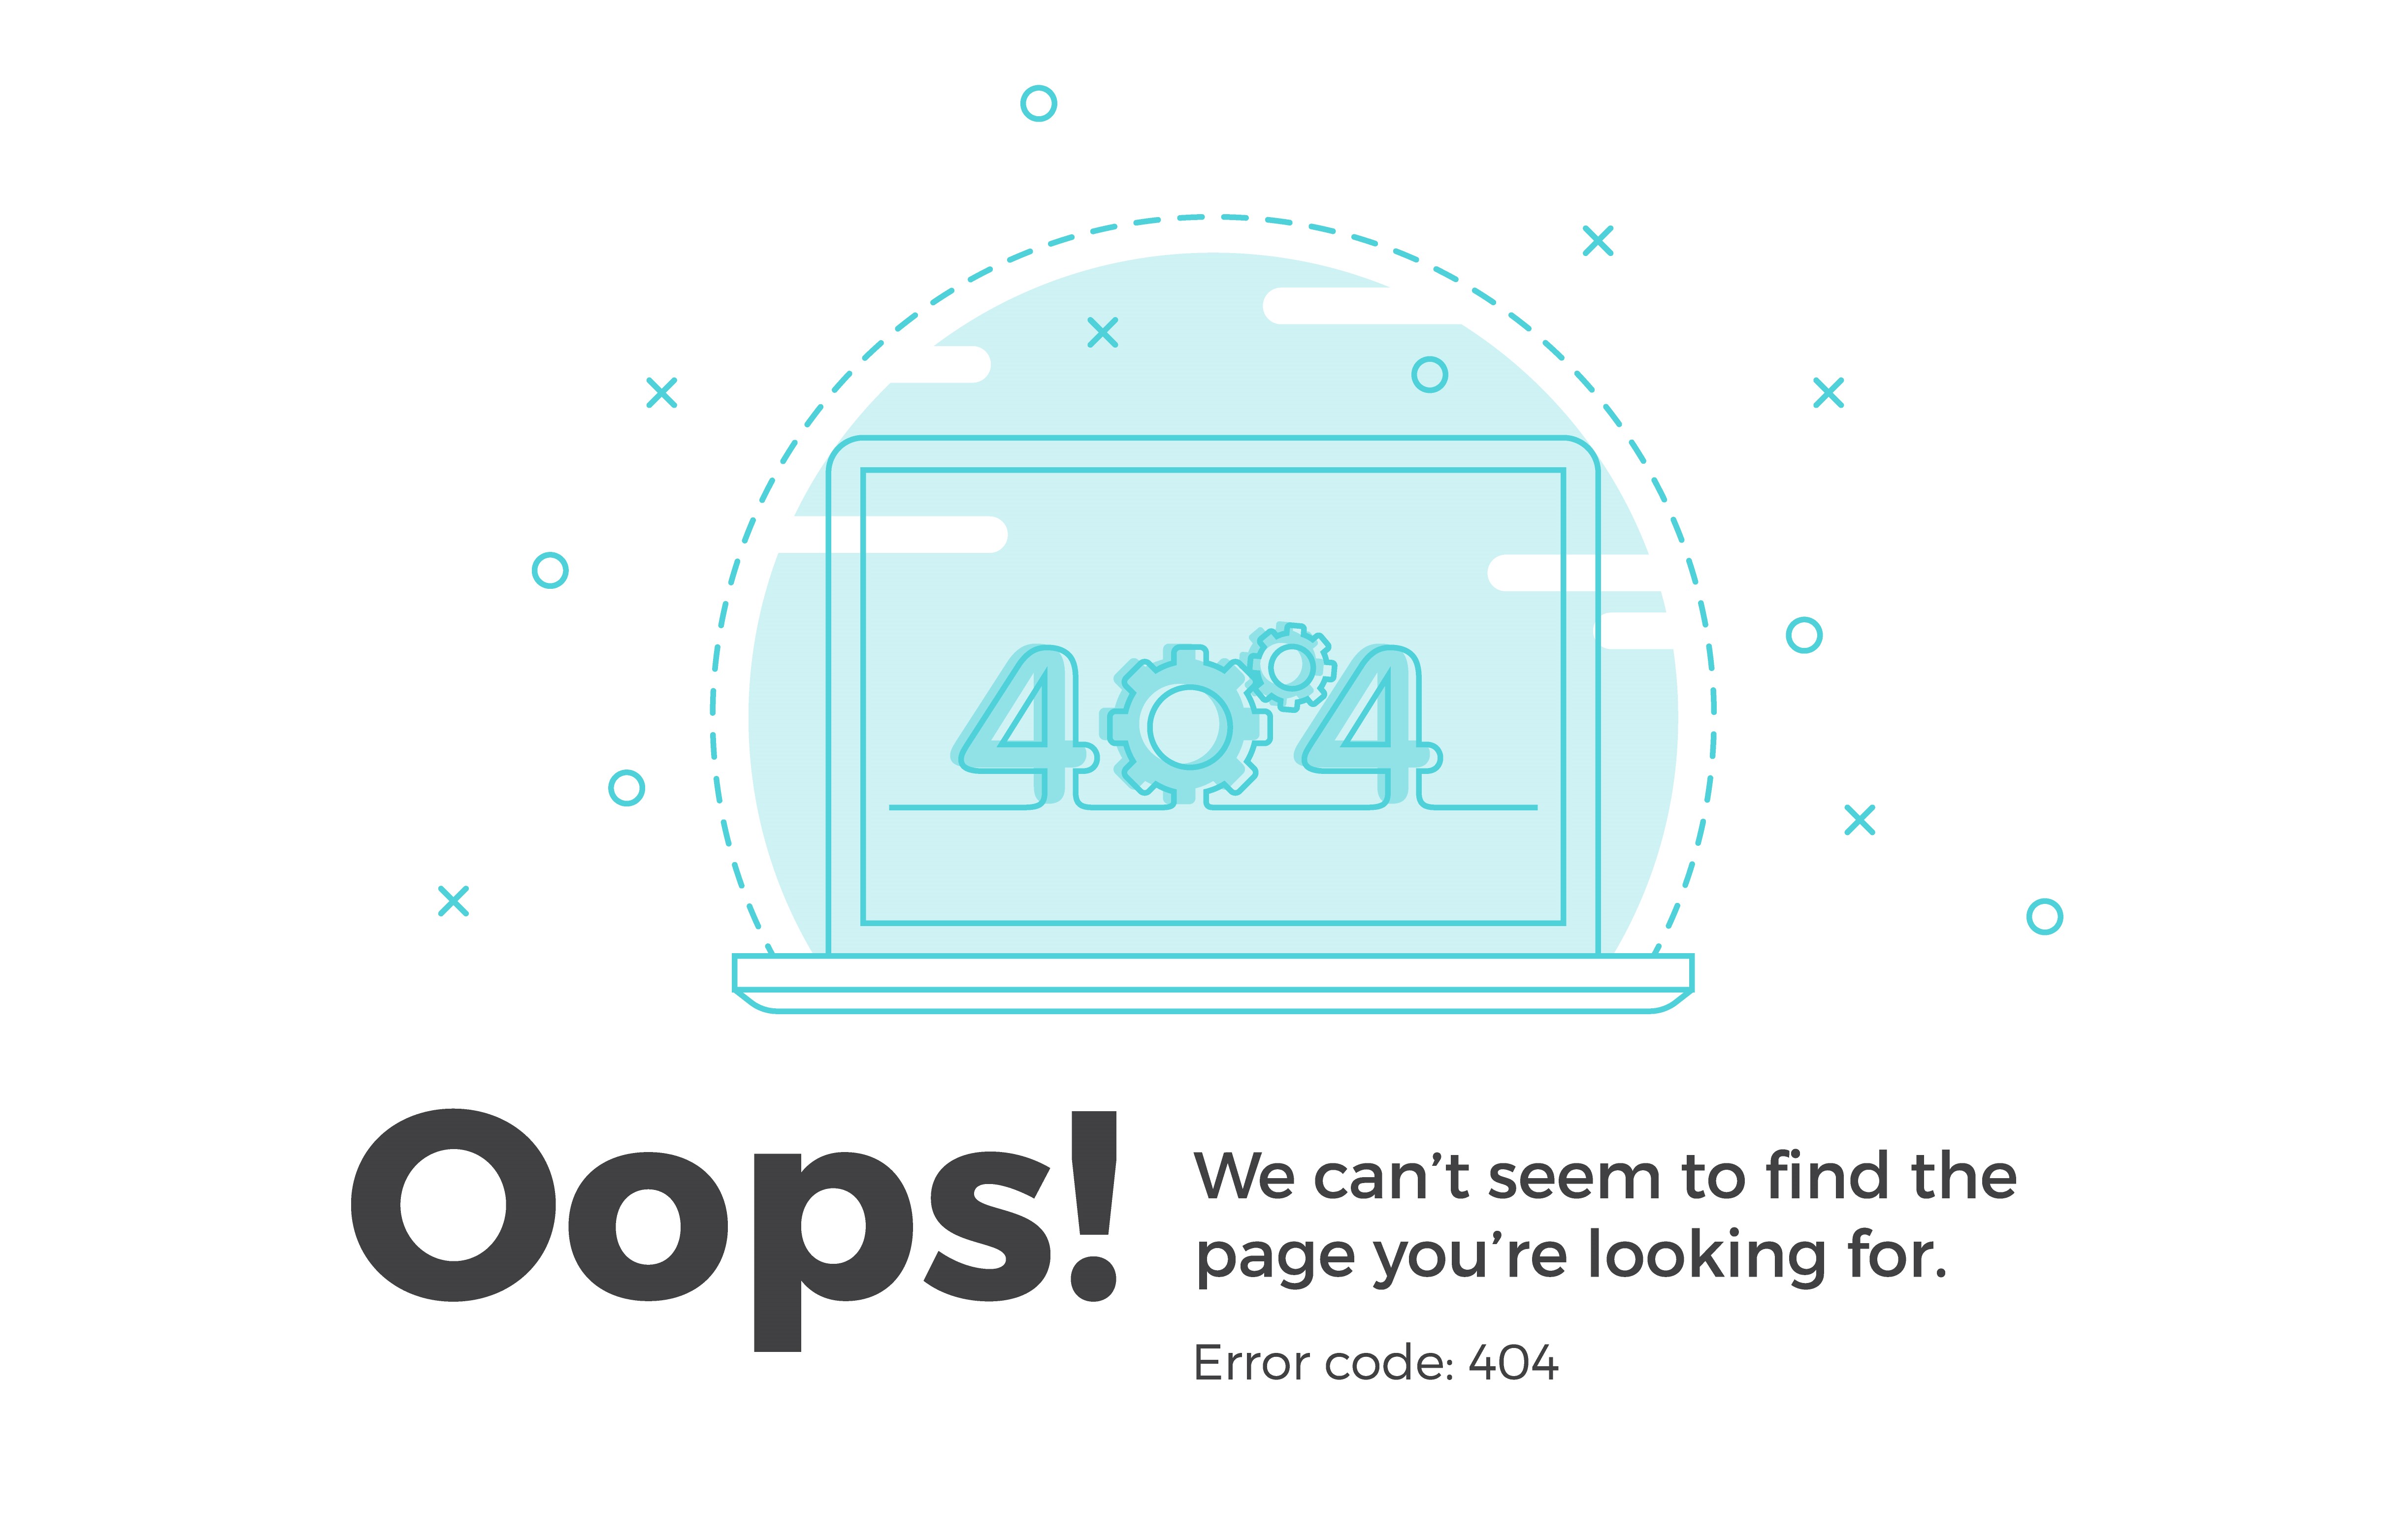 404
Oops!
We can’t seem to find the
page you’re looking for.
Error code: 404